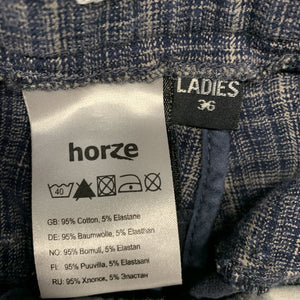 LADIES
36
horze
40
GB: 95% Cotton, 5% Elastane
DE: 95% Baumwolle, 5% Elasthan
NO: 95% Bomull, 5% Elastan
FI: 95% Puuvilla, 5% Elastaani
RU: 95% Хлопок, 5% Эластан